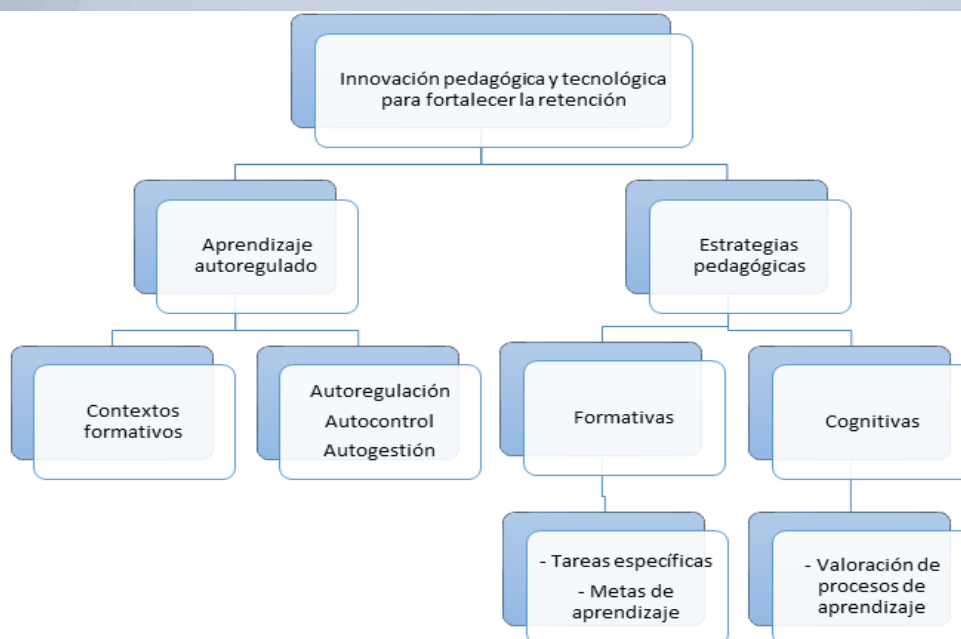 Innovación pedagógica y tecnológica
para fortalecer la retención
Aprendizaje
autoregulado
Estrategias
pedagógicas
Contextos
formativos
Autoregulación
Autocontrol
Autogestión
Formativas
Cognitivas
- Tareas específicas
- Metas de
aprendizaje
- Valoración de
procesos de
aprendizaje